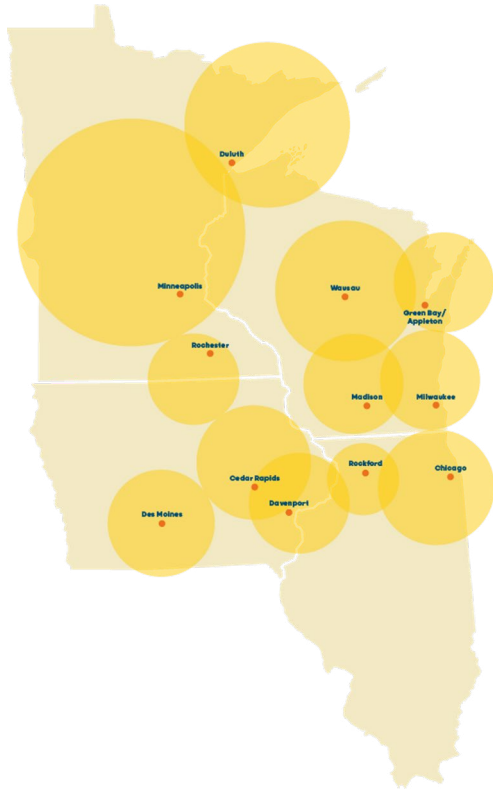 Duluth
Minneapolis
Wausau
Green Bay/
Appleton
Rochester
Madison
Milwaukee
Cedar Rapids
Rockford
Chicago
Davenport
Des Moines